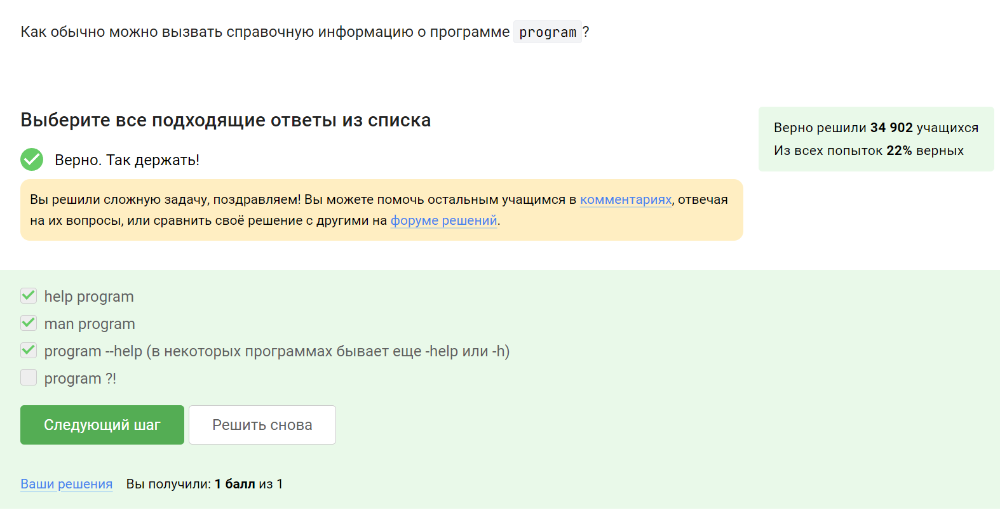 Как обычно можно вызвать справочную информацию о программе program?
Выберите все подходящие ответы из списка
Верно. Так держать!
Верно решили 34 902 учащихся
Из всех попыток 22% верных
Вы решили сложную задачу, поздравляем! Вы можете помочь остальным учащимся в комментариях, отвечая
на их вопросы, или сравнить своё решение с другими на форуме решений.
help program
man program
program --help (в некоторых программах бывает еще -help или -h)
program ?!
Следующий шаг
Решить снова
Ваши решения Вы получили: 1 балл из 1